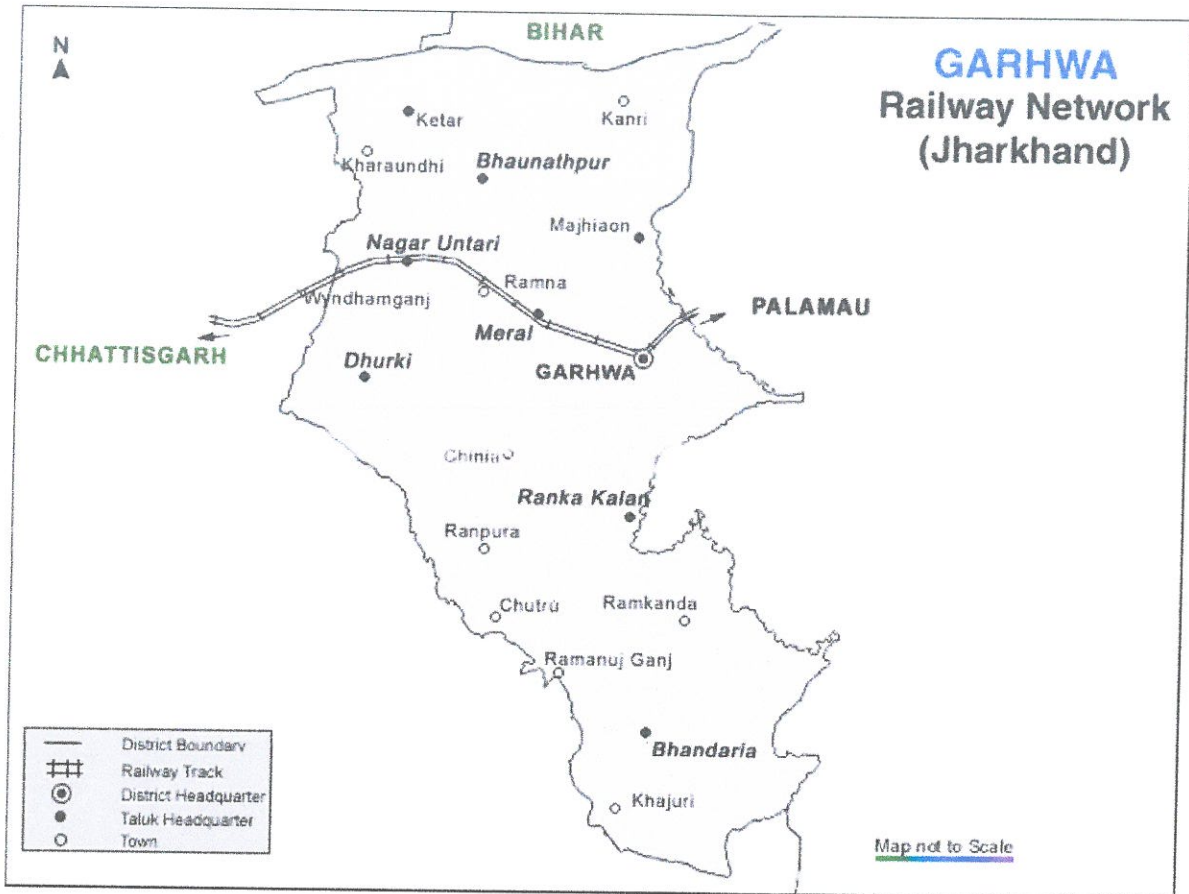 BIHAR
N
GARHWA
Railway Network
(Jharkhand)
Ketar
Kanri
Kharaundhi
Bhaunathpur
Majhiaon
Nagar Untari
Ramna
Wyndhamganj
PALAMAU
Meral
CHHATTISGARH
Dhurki
GARHWA
Chinia
Ranka Kalan
Ranpura
Chutru
Ramkanda
Ramanuj Ganj
Bhandaria
Khajuri
District Boundary
Railway Track
District Headquarter
Taluk Headquarter
Town
Map not to Scale